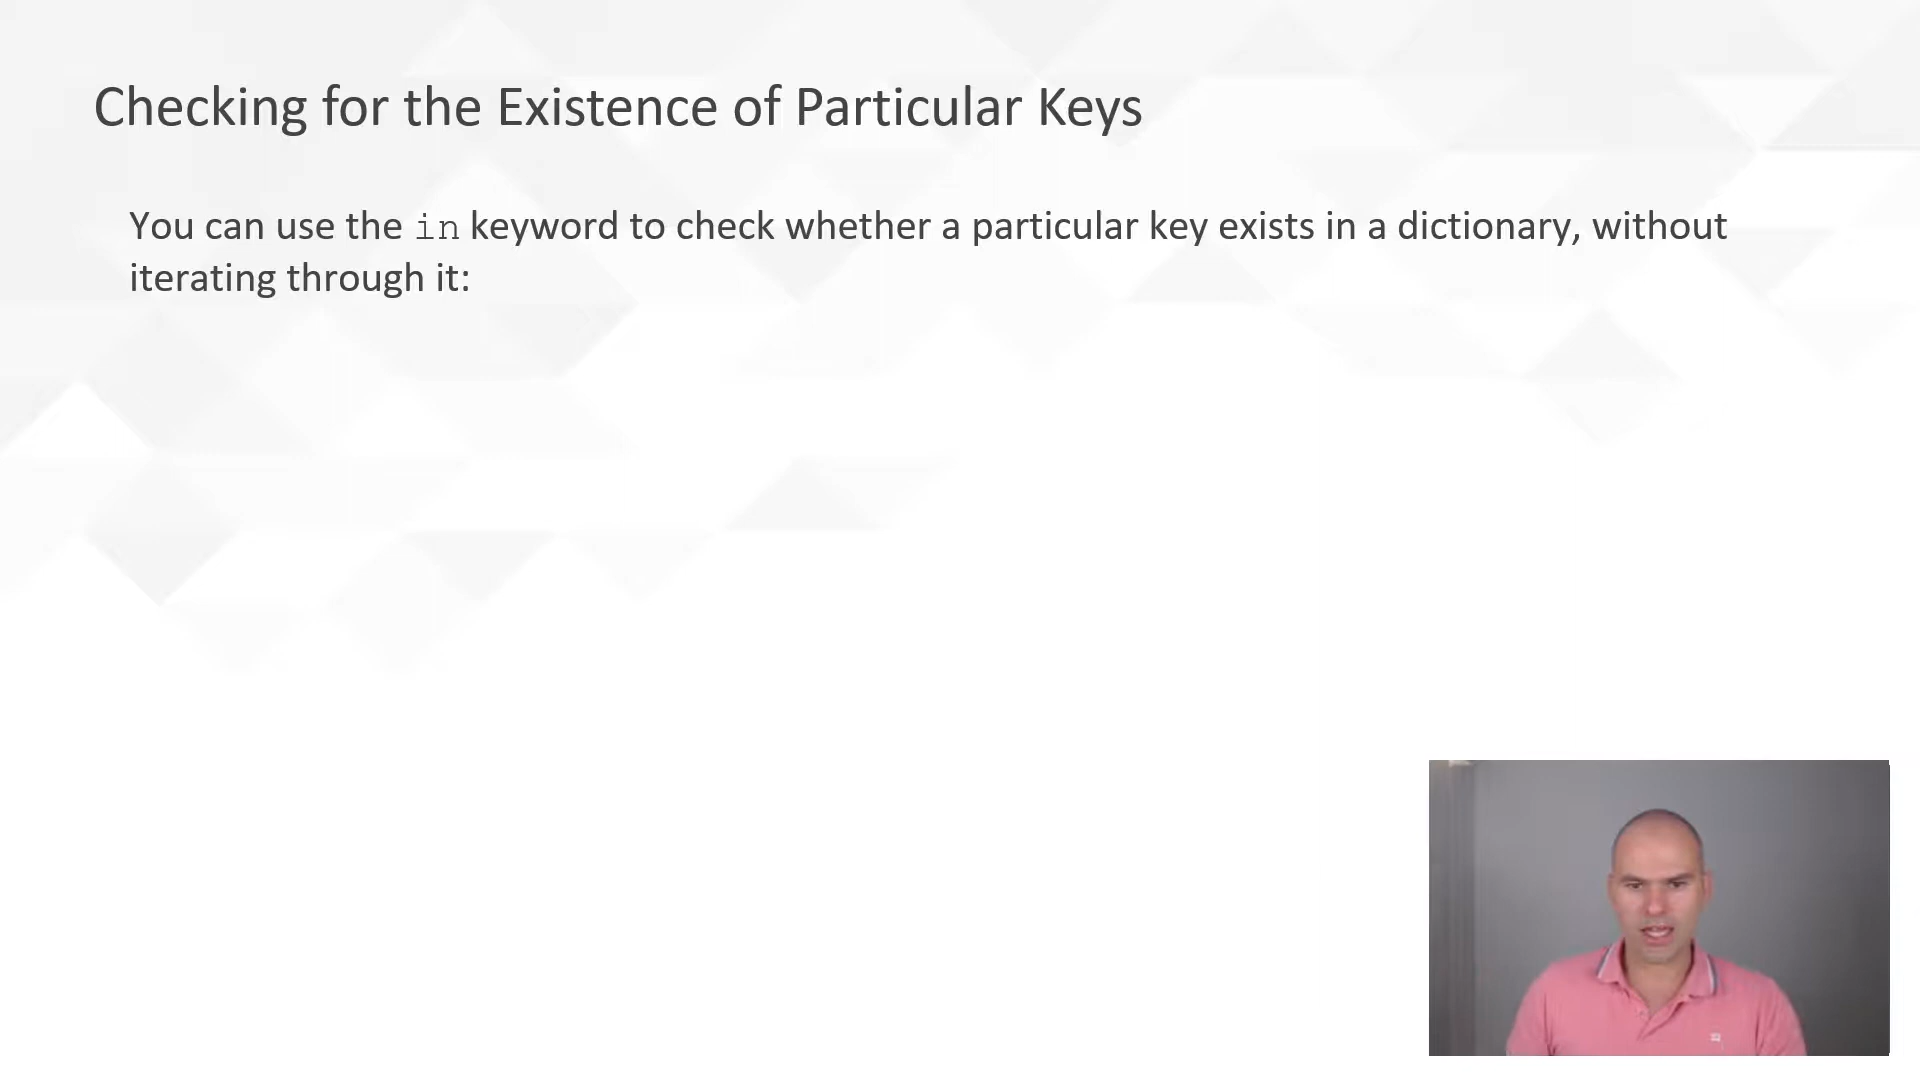 Checking for the Existence of Particular Keys
You can use the in keyword to check whether a particular key exists in a dictionary, without
iterating through it: